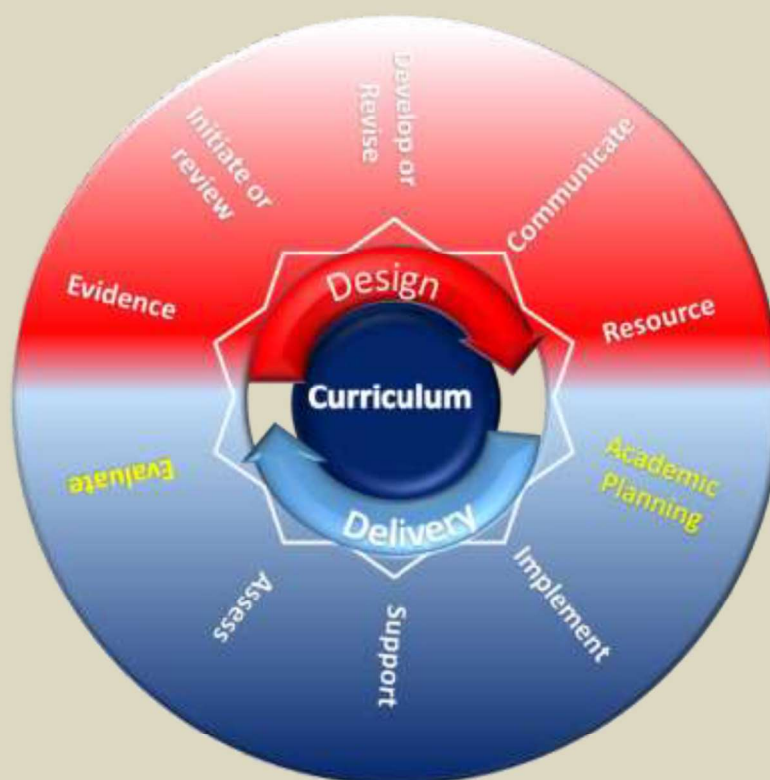 Develop or
Revise
Communicate
Resource
Academic
Planning
Implement
Support
Assess
Evaluate
Evidence
Initiate or
review
Design
Curriculum
Delivery